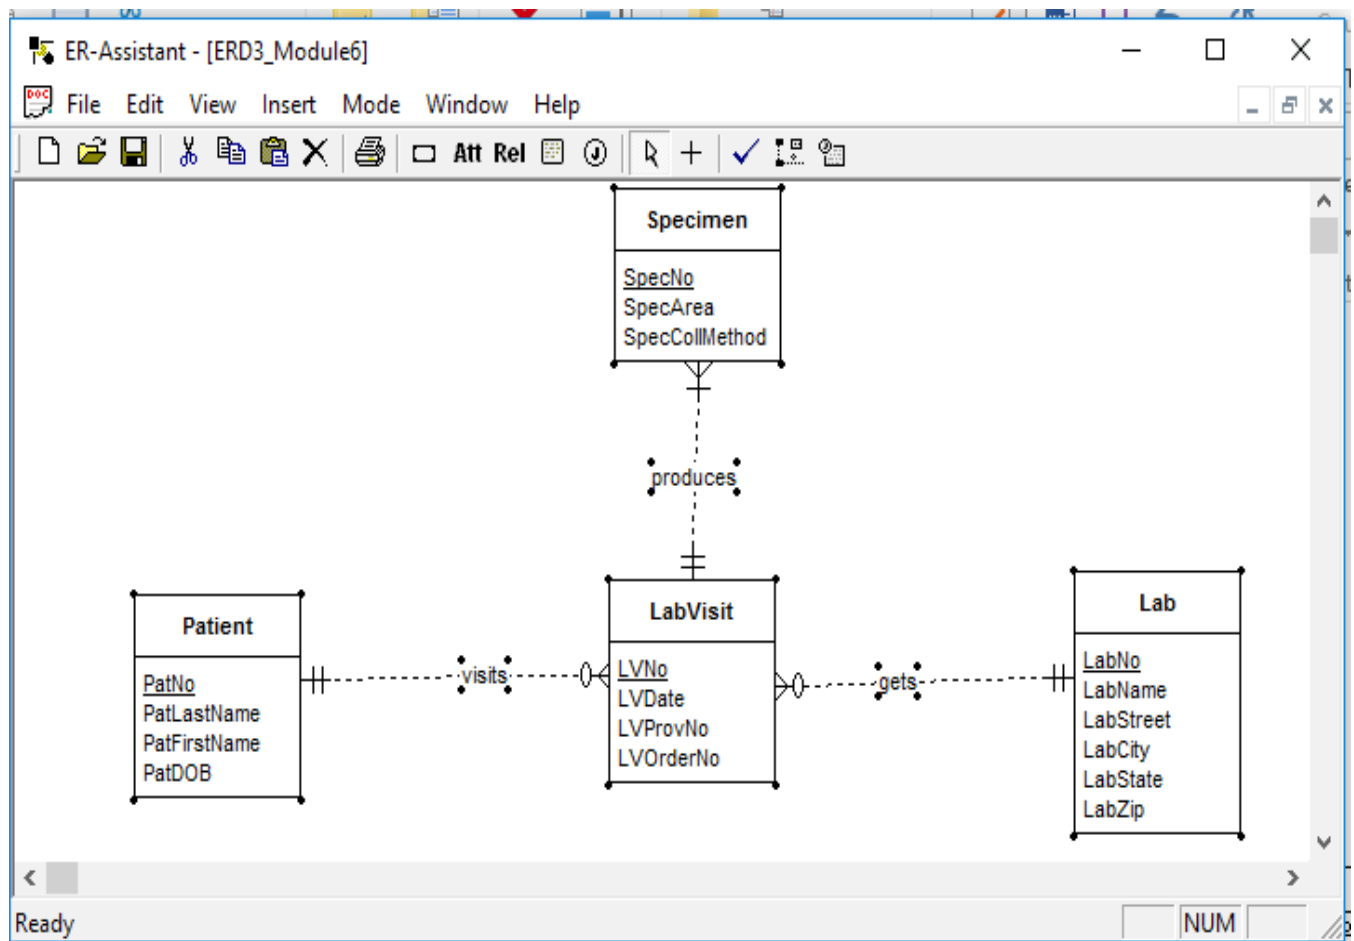 ER-Assistant - [ERD3_Module6]
File Edit View Insert Mode Window Help
Att Rel
Specimen
SpecNo
SpecArea
SpecCollMethod
produces
Patient
PatNo
PatLastName
PatFirstName
PatDOB
visits
LabVisit
LVNo
LVDate
LVProvNo
LVOrderNo
gets
Lab
LabNo
LabName
LabStreet
LabCity
LabState
LabZip
Ready
NUM